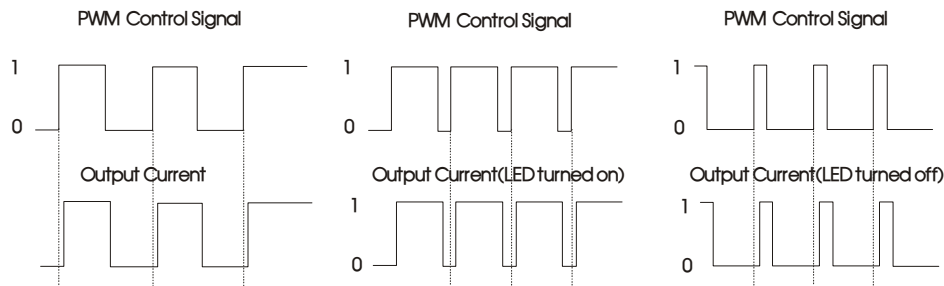 PWM Control Signal
1
0
Output Current
PWM Control Signal
1
0
Output Current(LED turned on)
1
0
PWM Control Signal
1
0
Output Current(LED turned off)
1
0